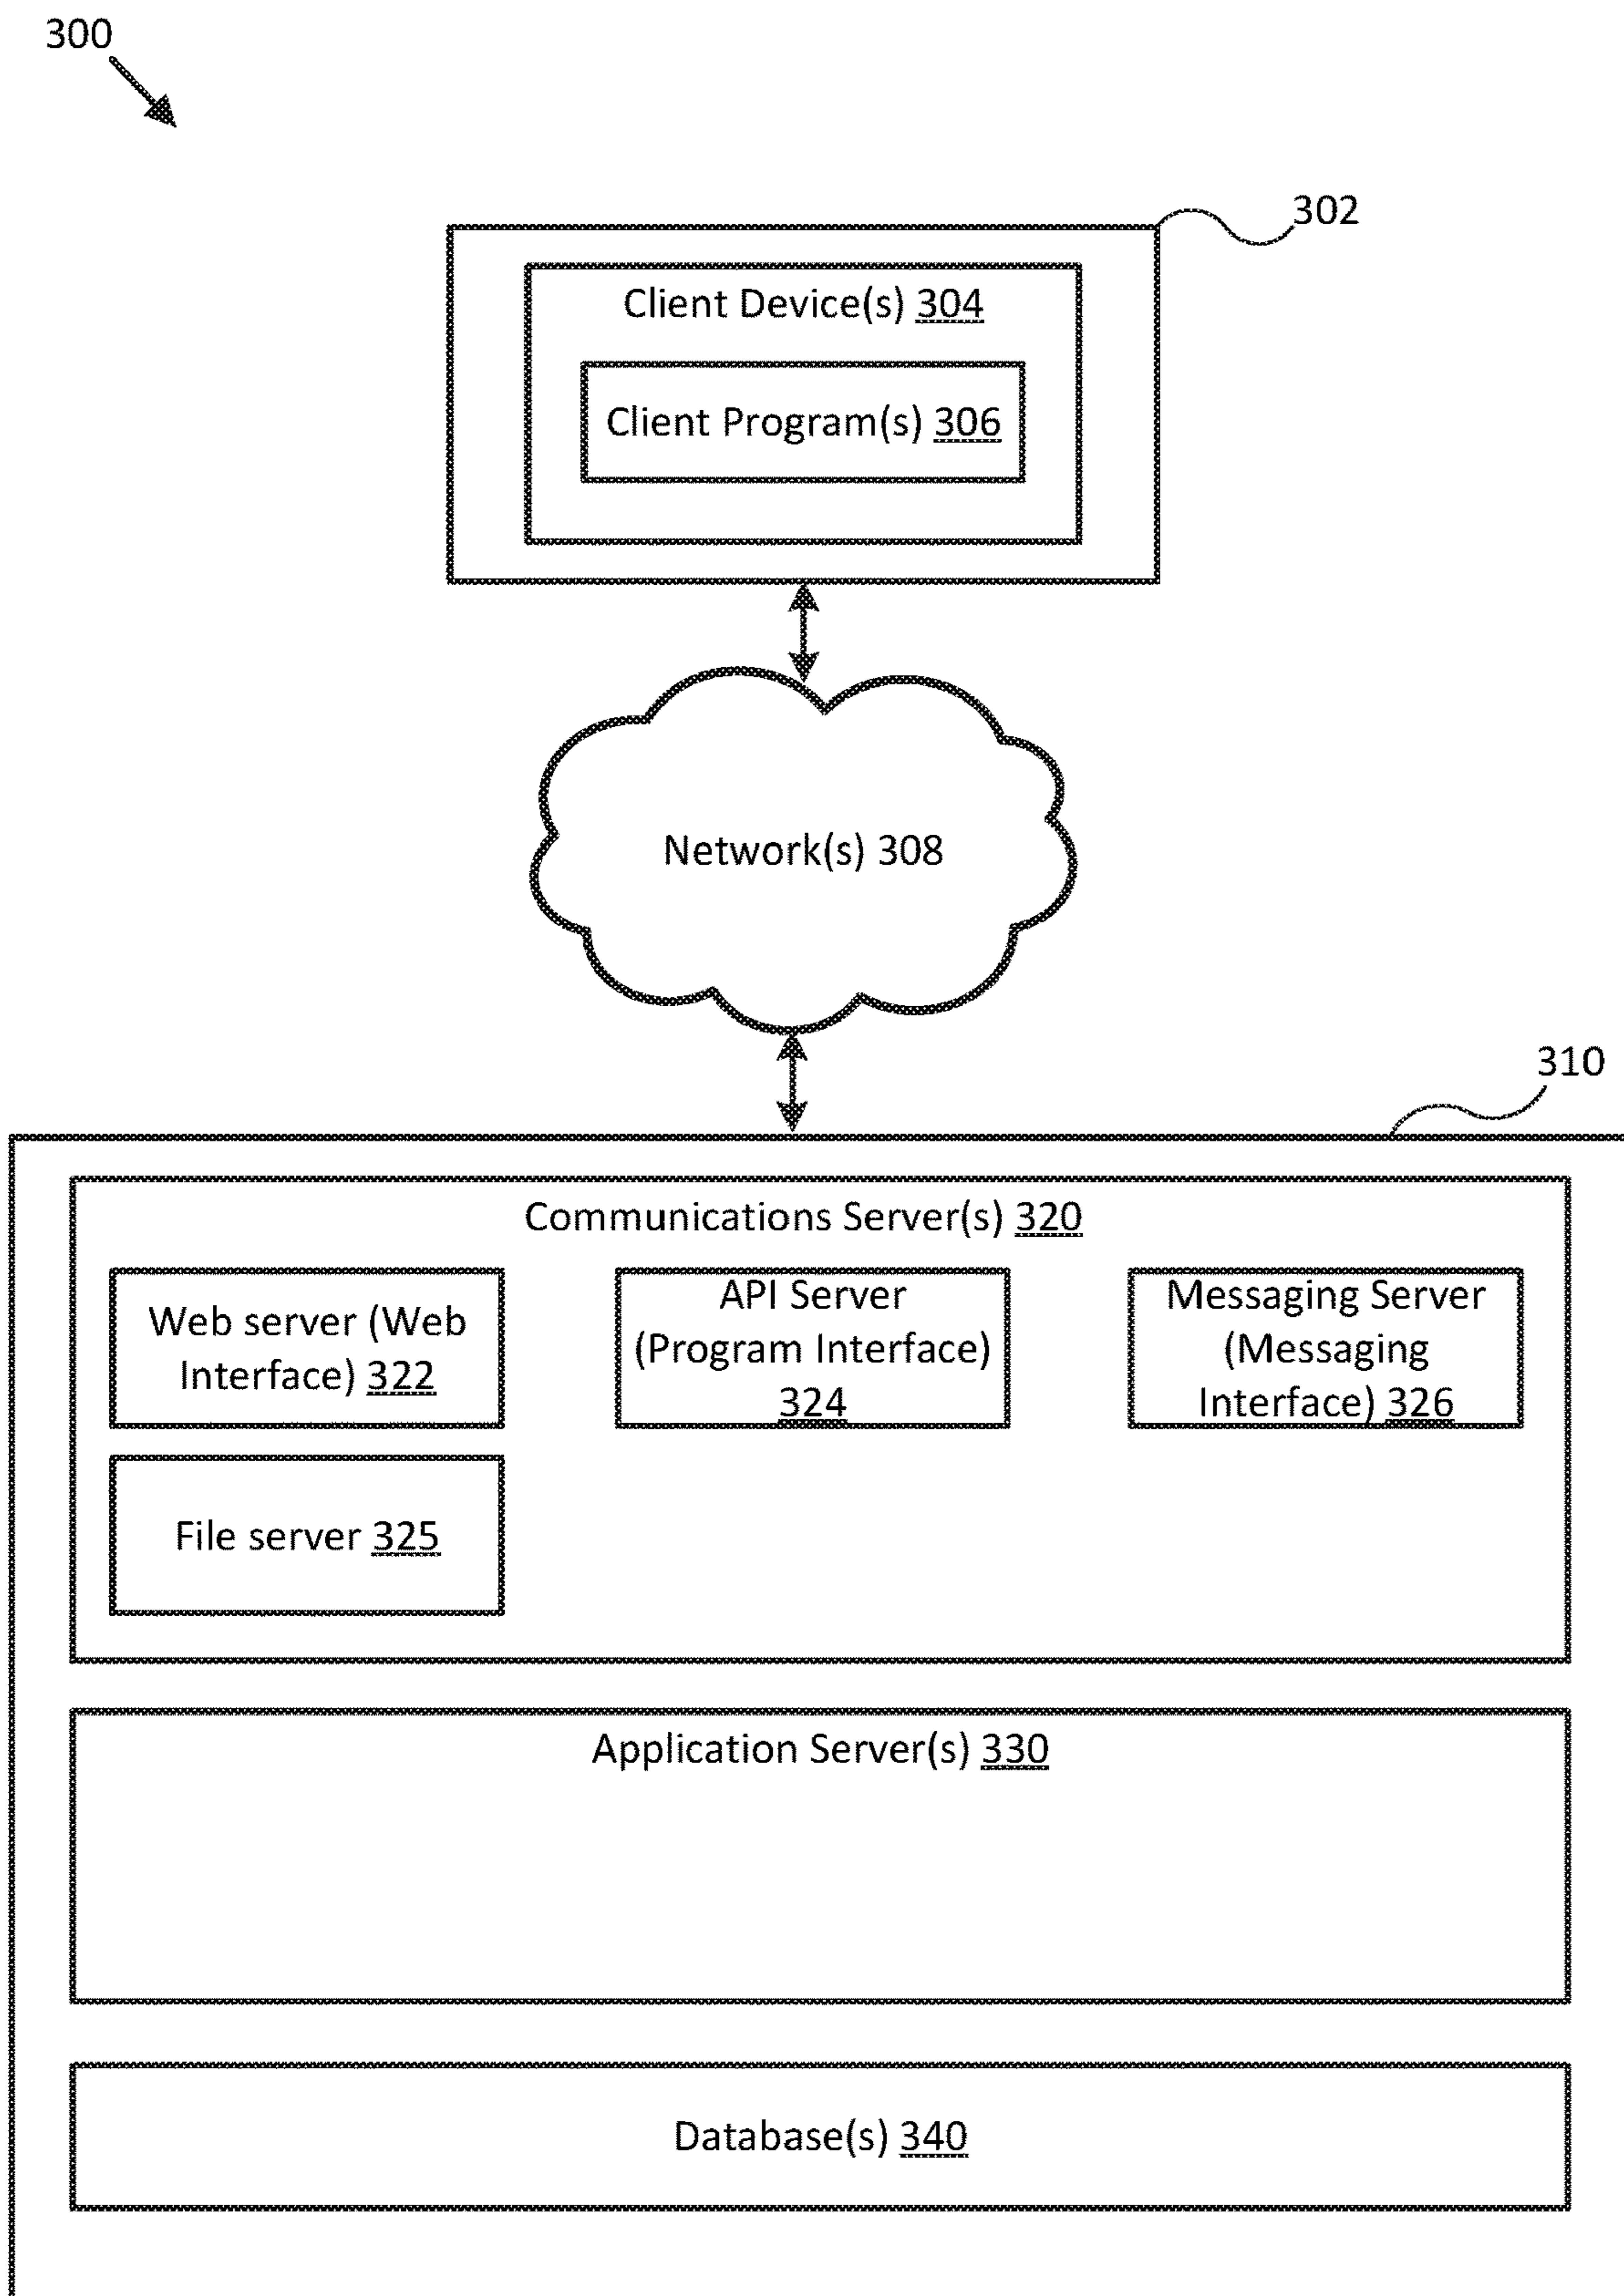 300
302
Client Device(s) 304
Client Program(s) 306
Network(s) 308
310
Communications Server(s) 320
Web server (Web
Interface) 322
API Server
(Program Interface)
324
Messaging Server
(Messaging
Interface) 326
File server 325
Application Server(s) 330
Database(s) 340